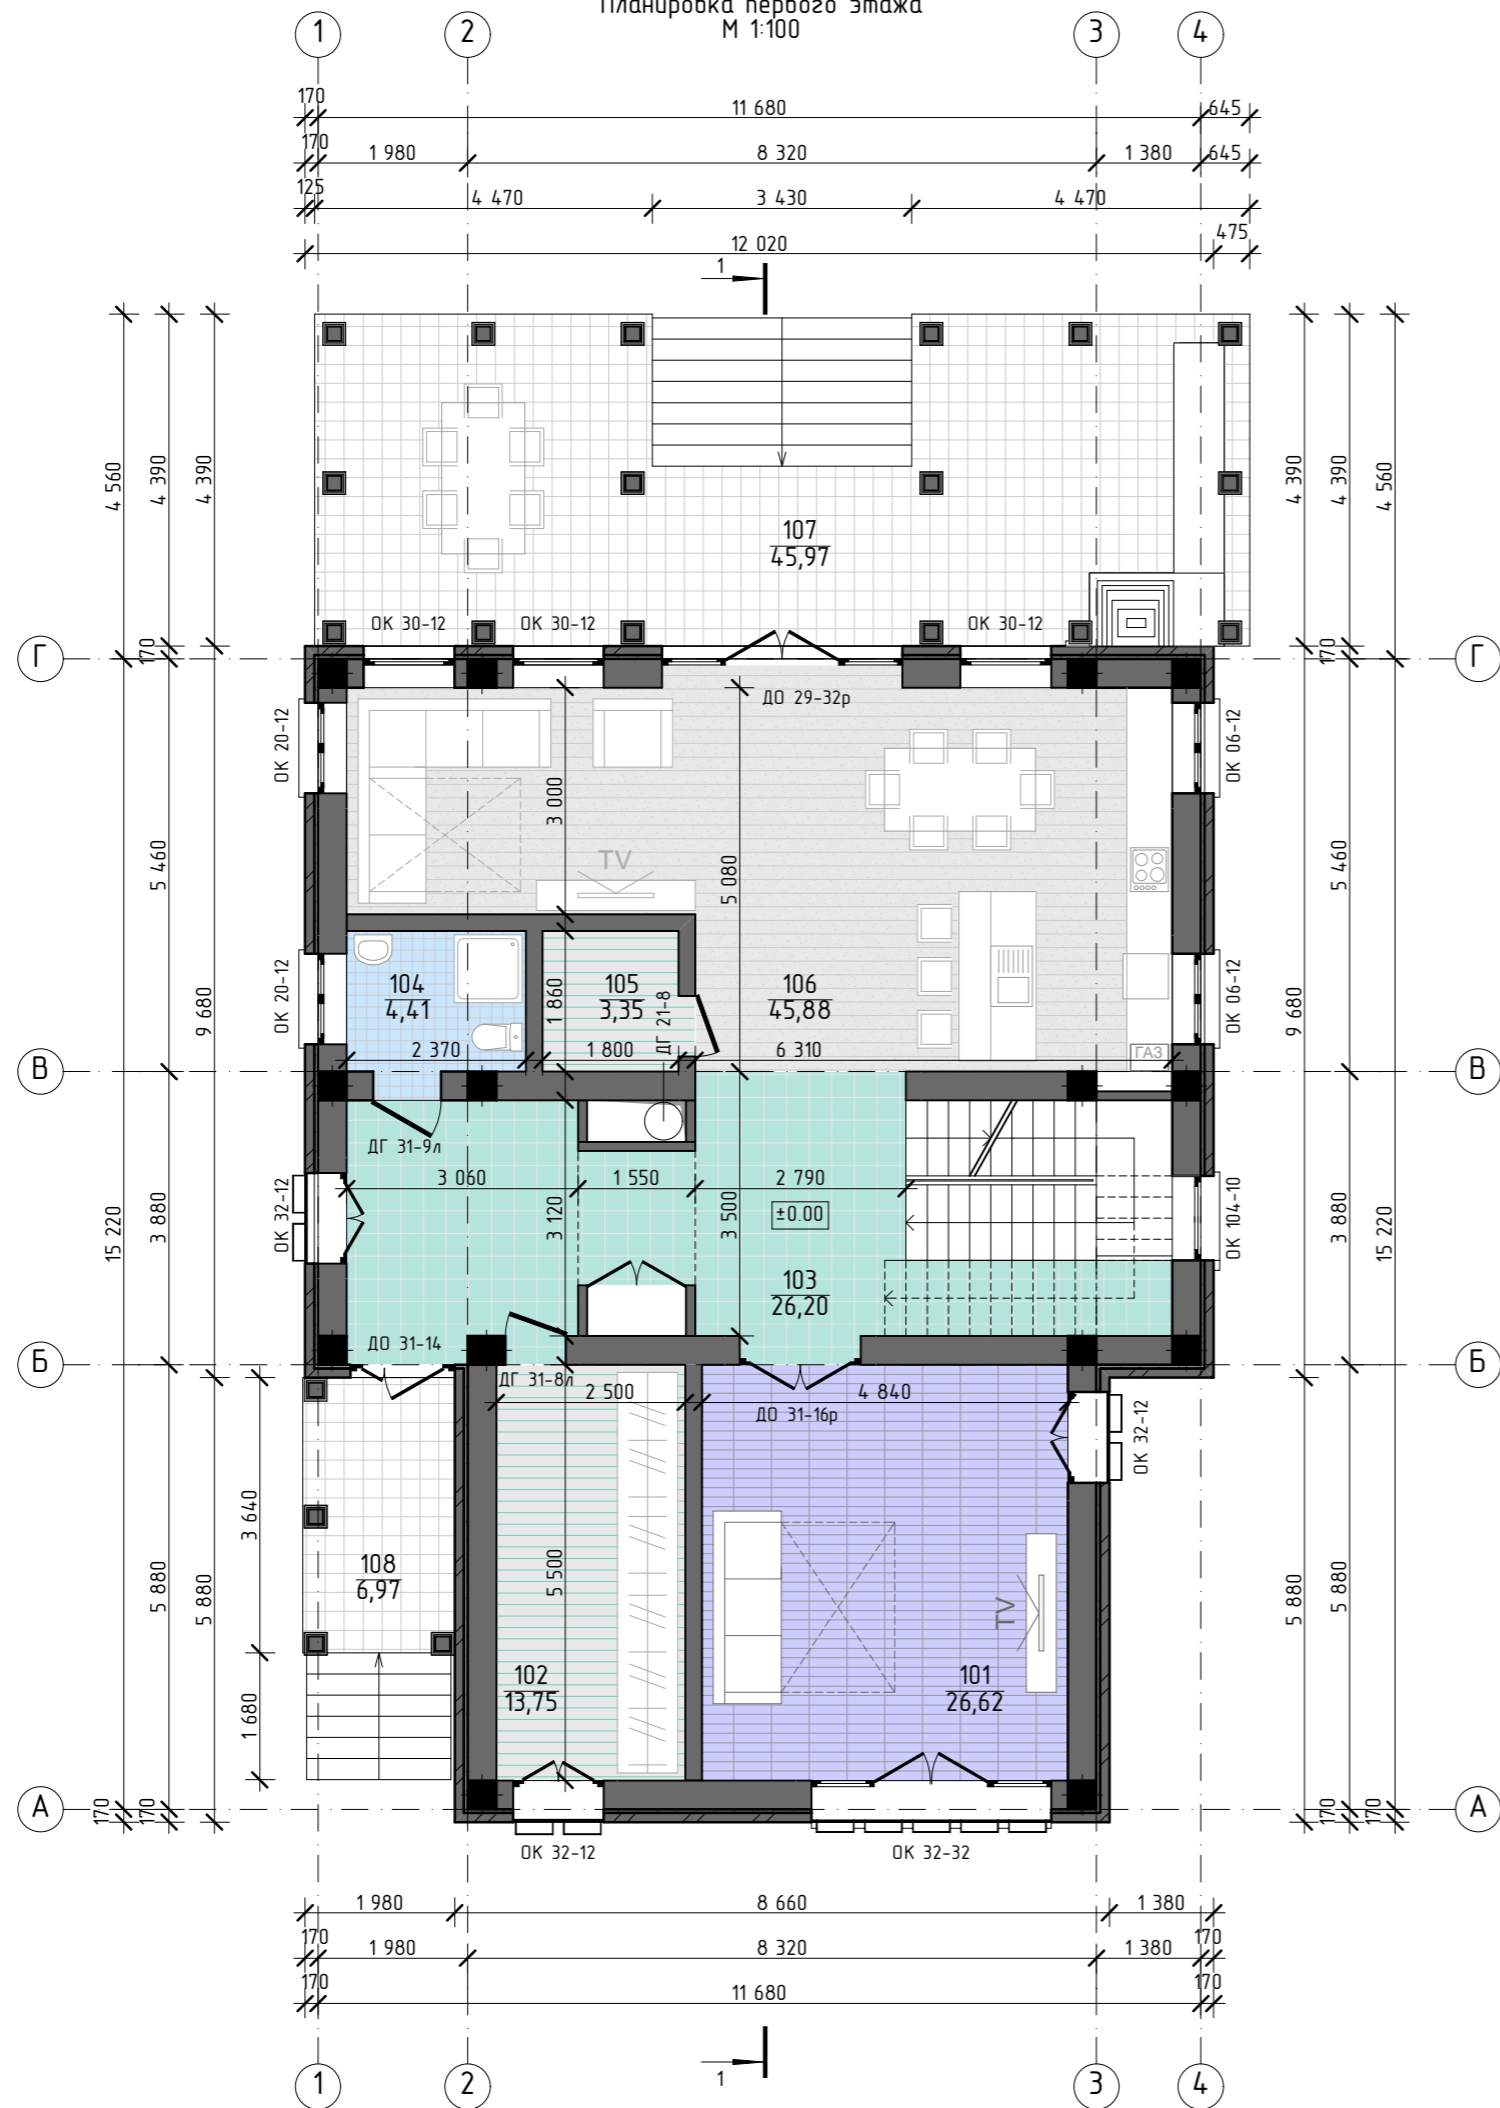 Планировка первого этажа
М 1:100
1 2 3 4
170 11 680 645
170 1 980 8 320 1 380 645
125 4 470 3 430 4 470
12 020 475
1
4 560 4 390 4 390
4 390 4 390 4 560
107
45,97
ОК 30-12 ОК 30-12 ОК 30-12
Г 170 170 Г
ДО 29-32р
ОК 20-12 ОК 06-12
3 000
TV
5 080
5 460 5 460
104
4,41
105
3,35
106
45,88
1 860
ДГ 21-8
ОК 20-12 ОК 06-12
9 680 9 680
2 370 1 800 6 310
ГАЗ
В В
ДГ 31-9л
3 060 1 550 2 790
ОК 32-12 ОК 104-10
3 120 3 500
±0.00
15 220 3 880 3 880 15 220
103
26,20
ДО 31-14
Б Б
ДГ 31-8л
2 500 4 840
ДО 31-16р
ОК 32-12
3 640
108
6,97
5 500
TV
5 880 5 880 5 880 5 880
102
13,75
101
26,62
1 680
А 170 170 170 170 А
ОК 32-12 ОК 32-32
1 980 8 660 1 380
170 1 980 8 320 1 380 170
170 11 680 170
1
1 2 3 4